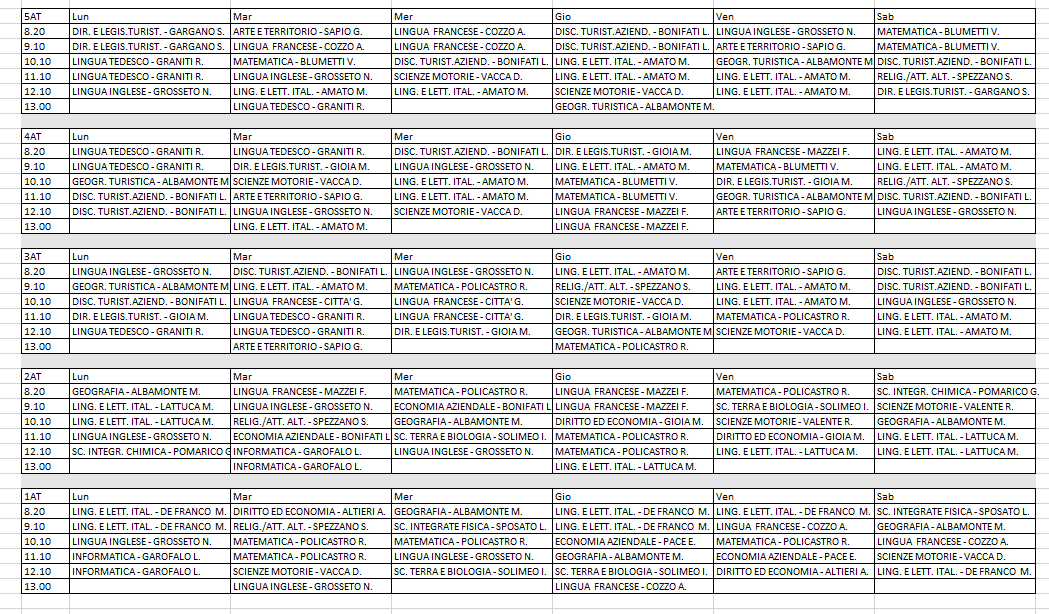 5AT Lun Mar Mer Gio Ven Sab
8.20 DIR. E LEGIS.TURIST. - GARGANO S. ARTE E TERRITORIO - SAPIO G. LINGUA FRANCESE - COZZO A. DISC. TURIST.AZIEND. - BONIFATI L. LINGUA INGLESE - GROSSETO N. MATEMATICA - BLUMETTI V.
9.10 DIR. E LEGIS.TURIST. - GARGANO S. LINGUA FRANCESE - COZZO A. LINGUA FRANCESE - COZZO A. DISC. TURIST.AZIEND. - BONIFATI L. ARTE E TERRITORIO - SAPIO G. MATEMATICA - BLUMETTI V.
10.10 LINGUA TEDESCO - GRANITI R. MATEMATICA - BLUMETTI V. DISC. TURIST.AZIEND. - BONIFATI L. LING. E LETT. ITAL. - AMATO M. GEOGR. TURISTICA - ALBAMONTE M DISC. TURIST.AZIEND. - BONIFATI L.
11.10 LINGUA TEDESCO - GRANITI R. LINGUA INGLESE - GROSSETO N. SCIENZE MOTORIE - VACCA D. LING. E LETT. ITAL. - AMATO M. LING. E LETT. ITAL. - AMATO M. RELIG./ATT. ALT. - SPEZZANO S.
12.10 LINGUA INGLESE - GROSSETO N. LING. E LETT. ITAL. - AMATO M. LING. E LETT. ITAL. - AMATO M. SCIENZE MOTORIE - VACCA D. LING. E LETT. ITAL. - AMATO M. DIR. E LEGIS.TURIST. - GARGANO S.
13.00 LINGUA TEDESCO - GRANITI R. GEOGR. TURISTICA - ALBAMONTE M.
4AT Lun Mar Mer Gio Ven Sab
8.20 LINGUA TEDESCO - GRANITI R. LINGUA TEDESCO - GRANITI R. DISC. TURIST.AZIEND. - BONIFATI L. DIR. E LEGIS.TURIST. - GIOIA M. LINGUA FRANCESE - MAZZEI F. LING. E LETT. ITAL. - AMATO M.
9.10 LINGUA TEDESCO - GRANITI R. DIR. E LEGIS.TURIST. - GIOIA M. LINGUA INGLESE - GROSSETO N. LING. E LETT. ITAL. - AMATO M. MATEMATICA - BLUMETTI V. LING. E LETT. ITAL. - AMATO M.
10.10 GEOGR. TURISTICA - ALBAMONTE M SCIENZE MOTORIE - VACCA D. LING. E LETT. ITAL. - AMATO M. MATEMATICA - BLUMETTI V. DIR. E LEGIS.TURIST. - GIOIA M. RELIG./ATT. ALT. - SPEZZANO S.
11.10 DISC. TURIST.AZIEND. - BONIFATI L. ARTE E TERRITORIO - SAPIO G. LING. E LETT. ITAL. - AMATO M. MATEMATICA - BLUMETTI V. GEOGR. TURISTICA - ALBAMONTE M DISC. TURIST.AZIEND. - BONIFATI L.
12.10 DISC. TURIST.AZIEND. - BONIFATI L. LINGUA INGLESE - GROSSETO N. SCIENZE MOTORIE - VACCA D. LINGUA FRANCESE - MAZZEI F. ARTE E TERRITORIO - SAPIO G. LINGUA INGLESE - GROSSETO N.
13.00 LING. E LETT. ITAL. - AMATO M. LINGUA FRANCESE - MAZZEI F.
3AT Lun Mar Mer Gio Ven Sab
8.20 LINGUA INGLESE - GROSSETO N. DISC. TURIST.AZIEND. - BONIFATI L. LINGUA INGLESE - GROSSETO N. LING. E LETT. ITAL. - AMATO M. ARTE E TERRITORIO - SAPIO G. DISC. TURIST.AZIEND. - BONIFATI L.
9.10 GEOGR. TURISTICA - ALBAMONTE M LING. E LETT. ITAL. - AMATO M. MATEMATICA - POLICASTRO R. RELIG./ATT. ALT. - SPEZZANO S. LING. E LETT. ITAL. - AMATO M. DISC. TURIST.AZIEND. - BONIFATI L.
10.10 DISC. TURIST.AZIEND. - BONIFATI L. LINGUA FRANCESE - CITTA' G. LINGUA FRANCESE - CITTA' G. SCIENZE MOTORIE - VACCA D. LING. E LETT. ITAL. - AMATO M. LINGUA INGLESE - GROSSETO N.
11.10 DIR. E LEGIS.TURIST. - GIOIA M. LINGUA TEDESCO - GRANITI R. LINGUA FRANCESE - CITTA' G. DIR. E LEGIS.TURIST. - GIOIA M. MATEMATICA - POLICASTRO R. LING. E LETT. ITAL. - AMATO M.
12.10 LINGUA TEDESCO - GRANITI R. LINGUA TEDESCO - GRANITI R. DIR. E LEGIS.TURIST. - GIOIA M. GEOGR. TURISTICA - ALBAMONTE M SCIENZE MOTORIE - VACCA D. LING. E LETT. ITAL. - AMATO M.
13.00 ARTE E TERRITORIO - SAPIO G. MATEMATICA - POLICASTRO R.
2AT Lun Mar Mer Gio Ven Sab
8.20 GEOGRAFIA - ALBAMONTE M. LINGUA FRANCESE - MAZZEI F. MATEMATICA - POLICASTRO R. LINGUA FRANCESE - MAZZEI F. MATEMATICA - POLICASTRO R. SC. INTEGR. CHIMICA - POMARICO G.
9.10 LING. E LETT. ITAL. - LATTUCA M. LINGUA INGLESE - GROSSETO N. ECONOMIA AZIENDALE - BONIFATI L LINGUA FRANCESE - MAZZEI F. SC. TERRA E BIOLOGIA - SOLIMEO I. SCIENZE MOTORIE - VALENTE R.
10.10 LING. E LETT. ITAL. - LATTUCA M. RELIG./ATT. ALT. - SPEZZANO S. GEOGRAFIA - ALBAMONTE M. DIRITTO ED ECONOMIA - GIOIA M. SCIENZE MOTORIE - VALENTE R. GEOGRAFIA - ALBAMONTE M.
11.10 LINGUA INGLESE - GROSSETO N. ECONOMIA AZIENDALE - BONIFATI L SC. TERRA E BIOLOGIA - SOLIMEO I. MATEMATICA - POLICASTRO R. DIRITTO ED ECONOMIA - GIOIA M. LING. E LETT. ITAL. - LATTUCA M.
12.10 SC. INTEGR. CHIMICA - POMARICO G INFORMATICA - GAROFALO L. LINGUA INGLESE - GROSSETO N. MATEMATICA - POLICASTRO R. LING. E LETT. ITAL. - LATTUCA M. LING. E LETT. ITAL. - LATTUCA M.
13.00 INFORMATICA - GAROFALO L. LING. E LETT. ITAL. - LATTUCA M.
1AT Lun Mar Mer Gio Ven Sab
8.20 LING. E LETT. ITAL. - DE FRANCO M. DIRITTO ED ECONOMIA - ALTIERI A. GEOGRAFIA - ALBAMONTE M. LING. E LETT. ITAL. - DE FRANCO M. LING. E LETT. ITAL. - DE FRANCO M. SC. INTEGRATE FISICA - SPOSATO L.
9.10 LING. E LETT. ITAL. - DE FRANCO M. RELIG./ATT. ALT. - SPEZZANO S. SC. INTEGRATE FISICA - SPOSATO L. LING. E LETT. ITAL. - DE FRANCO M. LINGUA FRANCESE - COZZO A. GEOGRAFIA - ALBAMONTE M.
10.10 LINGUA INGLESE - GROSSETO N. MATEMATICA - POLICASTRO R. MATEMATICA - POLICASTRO R. ECONOMIA AZIENDALE - PACE E. MATEMATICA - POLICASTRO R. LINGUA FRANCESE - COZZO A.
11.10 INFORMATICA - GAROFALO L. MATEMATICA - POLICASTRO R. LINGUA INGLESE - GROSSETO N. GEOGRAFIA - ALBAMONTE M. ECONOMIA AZIENDALE - PACE E. SCIENZE MOTORIE - VACCA D.
12.10 INFORMATICA - GAROFALO L. SCIENZE MOTORIE - VACCA D. SC. TERRA E BIOLOGIA - SOLIMEO I. SC. TERRA E BIOLOGIA - SOLIMEO I. DIRITTO ED ECONOMIA - ALTIERI A. LING. E LETT. ITAL. - DE FRANCO M.
13.00 LINGUA INGLESE - GROSSETO N. LINGUA FRANCESE - COZZO A.